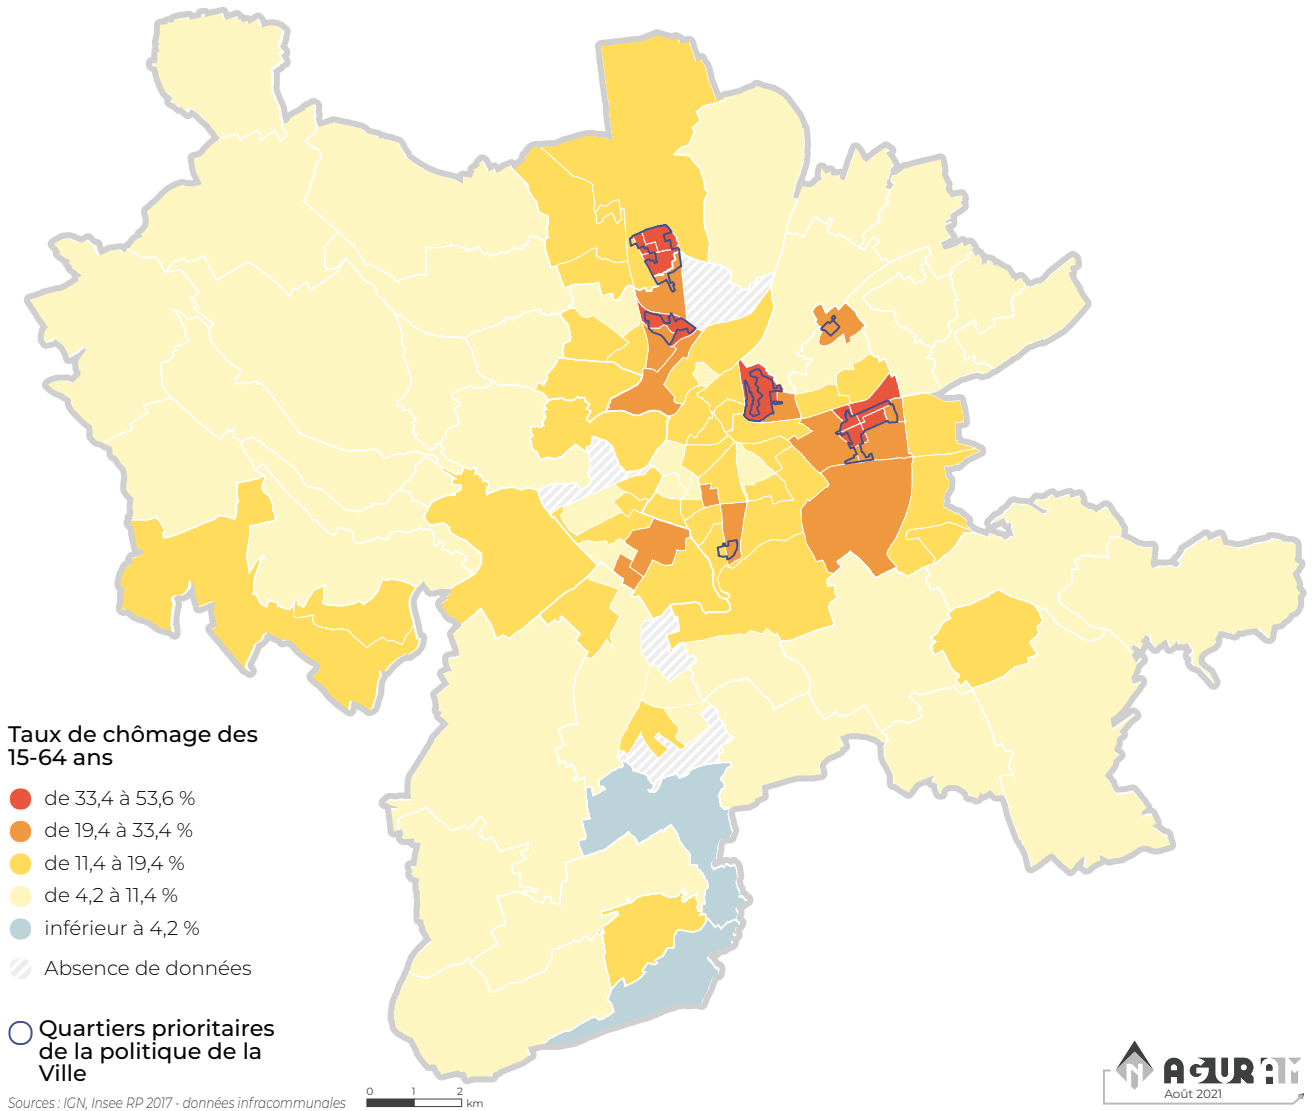 Taux de chômage des
15-64 ans
de 33,4 à 53,6 %
de 19,4 à 33,4 %
de 11,4 à 19,4 %
de 4,2 à 11,4 %
inférieur à 4,2 %
Absence de données
Quartiers prioritaires
de la politique de la
Ville
Sources : IGN, Insee RP 2017 - données infracommunales
0 1 2
km
N
AGURAM
Août 2021